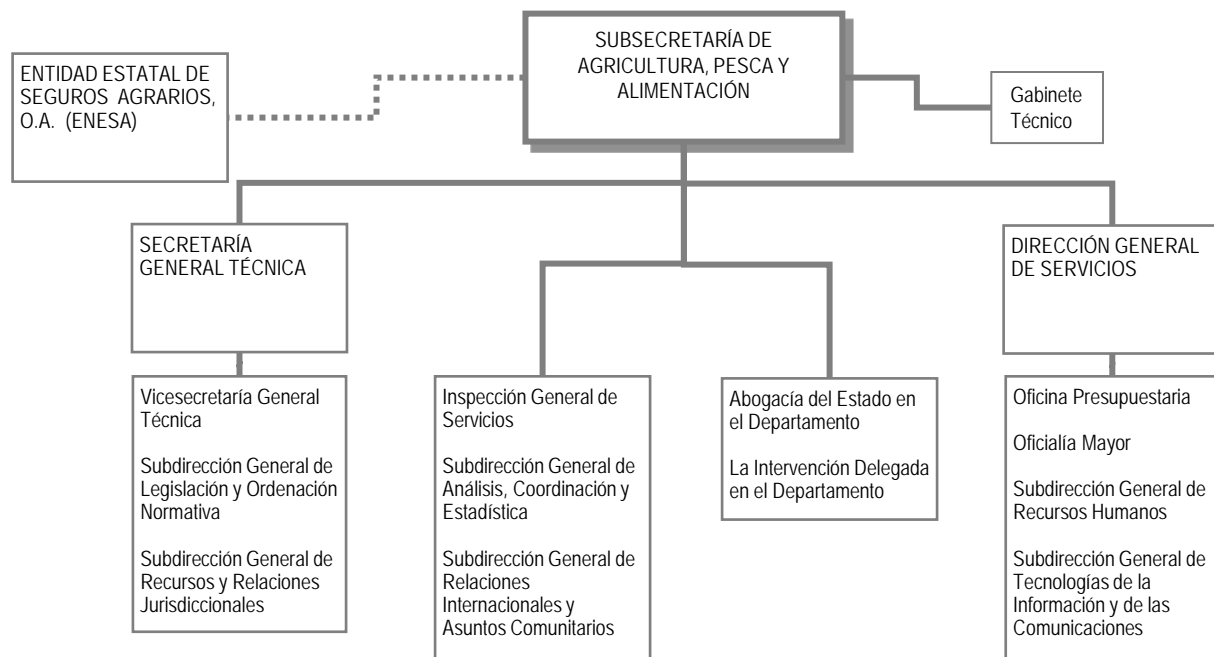 SUBSECRETARÍA DE
AGRICULTURA, PESCA Y
ALIMENTACIÓN
ENTIDAD ESTATAL DE
SEGUROS AGRARIOS,
O.A. (ENESA)
Gabinete
Técnico
SECRETARÍA
GENERAL TÉCNICA
DIRECCIÓN GENERAL
DE SERVICIOS
Vicesecretaría General
Técnica
Subdirección General de
Legislación y Ordenación
Normativa
Subdirección General de
Recursos y Relaciones
Jurisdiccionales
Inspección General de
Servicios
Subdirección General de
Análisis, Coordinación y
Estadística
Subdirección General de
Relaciones
Internacionales y
Asuntos Comunitarios
Abogacía del Estado en
el Departamento
La Intervención Delegada
en el Departamento
Oficina Presupuestaria
Oficialía Mayor
Subdirección General de
Recursos Humanos
Subdirección General de
Tecnologías de la
Información y de las
Comunicaciones